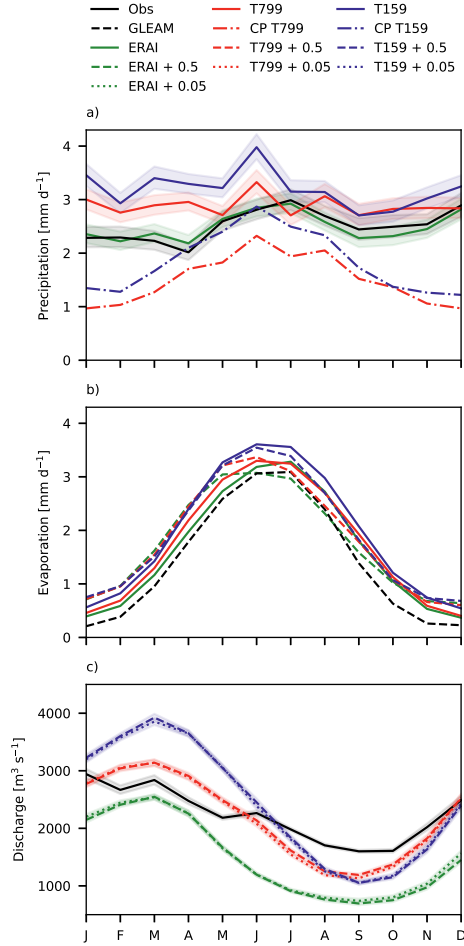 Obs T799 T159
GLEAM CP T799 CP T159
ERAI T799 + 0.5 T159 + 0.5
ERAI + 0.5 T799 + 0.05 T159 + 0.05
ERAI + 0.05
a)
Precipitation [mm d⁻¹]
4
3
2
1
0
b)
Evaporation [mm d⁻¹]
4
3
2
1
0
c)
Discharge [m³ s⁻¹]
4000
3000
2000
1000
J F M A M J J A S O N D